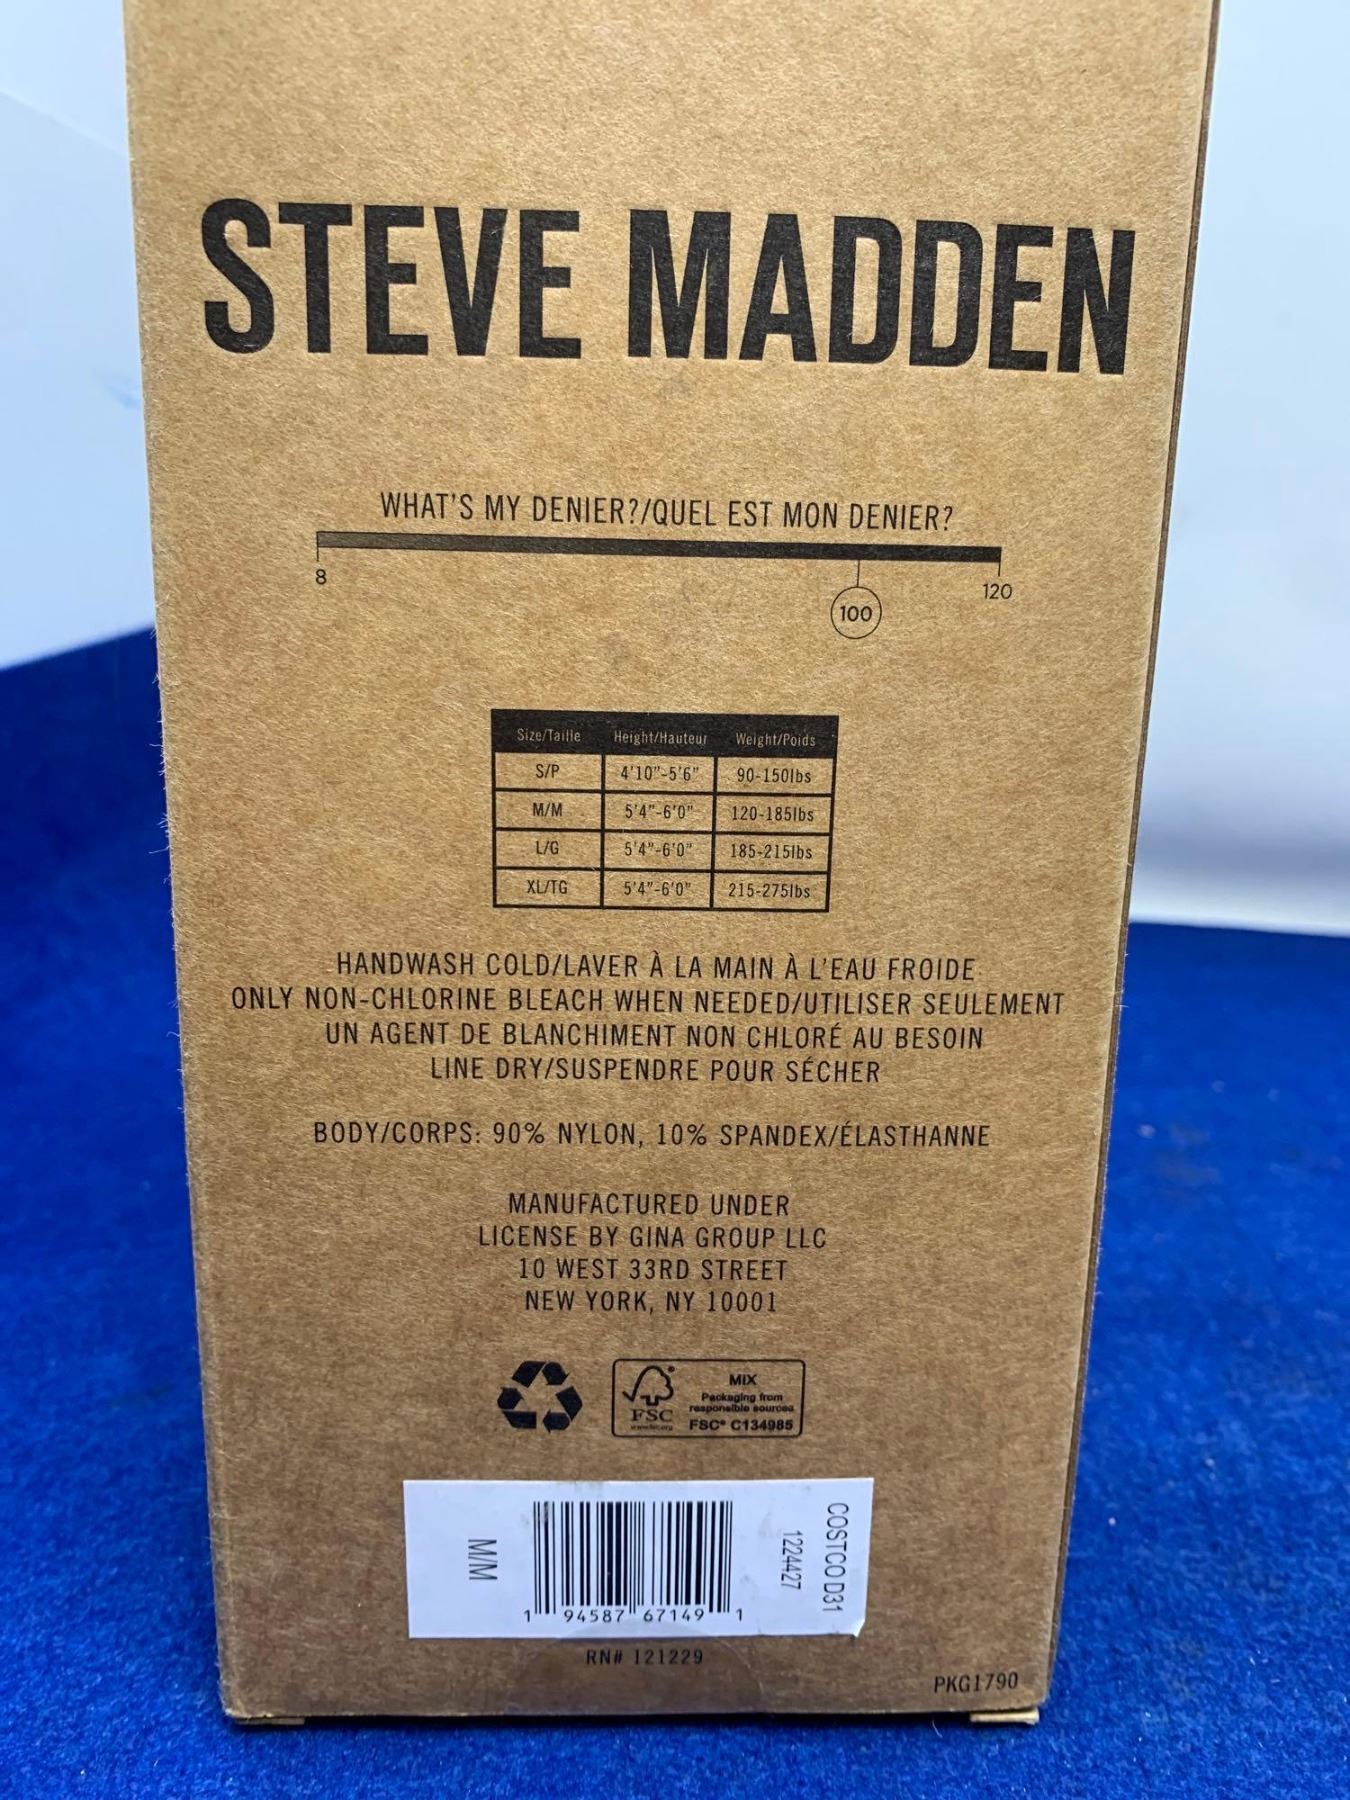 STEVE MADDEN
WHAT'S MY DENIER?/QUEL EST MON DENIER?
8
120
100
Size/Taille Height/Hauteur Weight/Poids
S/P 4'10"-5'6" 90-150lbs
M/M 5'4"-6'0" 120-185lbs
L/G 5'4"-6'0" 185-215lbs
XL/TG 5'4"-6'0" 215-275lbs
HANDWASH COLD/LAVER À LA MAIN À L'EAU FROIDE
ONLY NON-CHLORINE BLEACH WHEN NEEDED/UTILISER SEULEMENT
UN AGENT DE BLANCHIMENT NON CHLORÉ AU BESOIN
LINE DRY/SUSPENDRE POUR SÉCHER
BODY/CORPS: 90% NYLON, 10% SPANDEX/ÉLASTHANNE
MANUFACTURED UNDER
LICENSE BY GINA GROUP LLC
10 WEST 33RD STREET
NEW YORK, NY 10001
FSC
www.fsc.org
MIX
Packaging from
responsible sources
FSC® C134985
M/M
1 94587 67149 1
COSTCO D31
1224427
RN# 121229
PKG1790